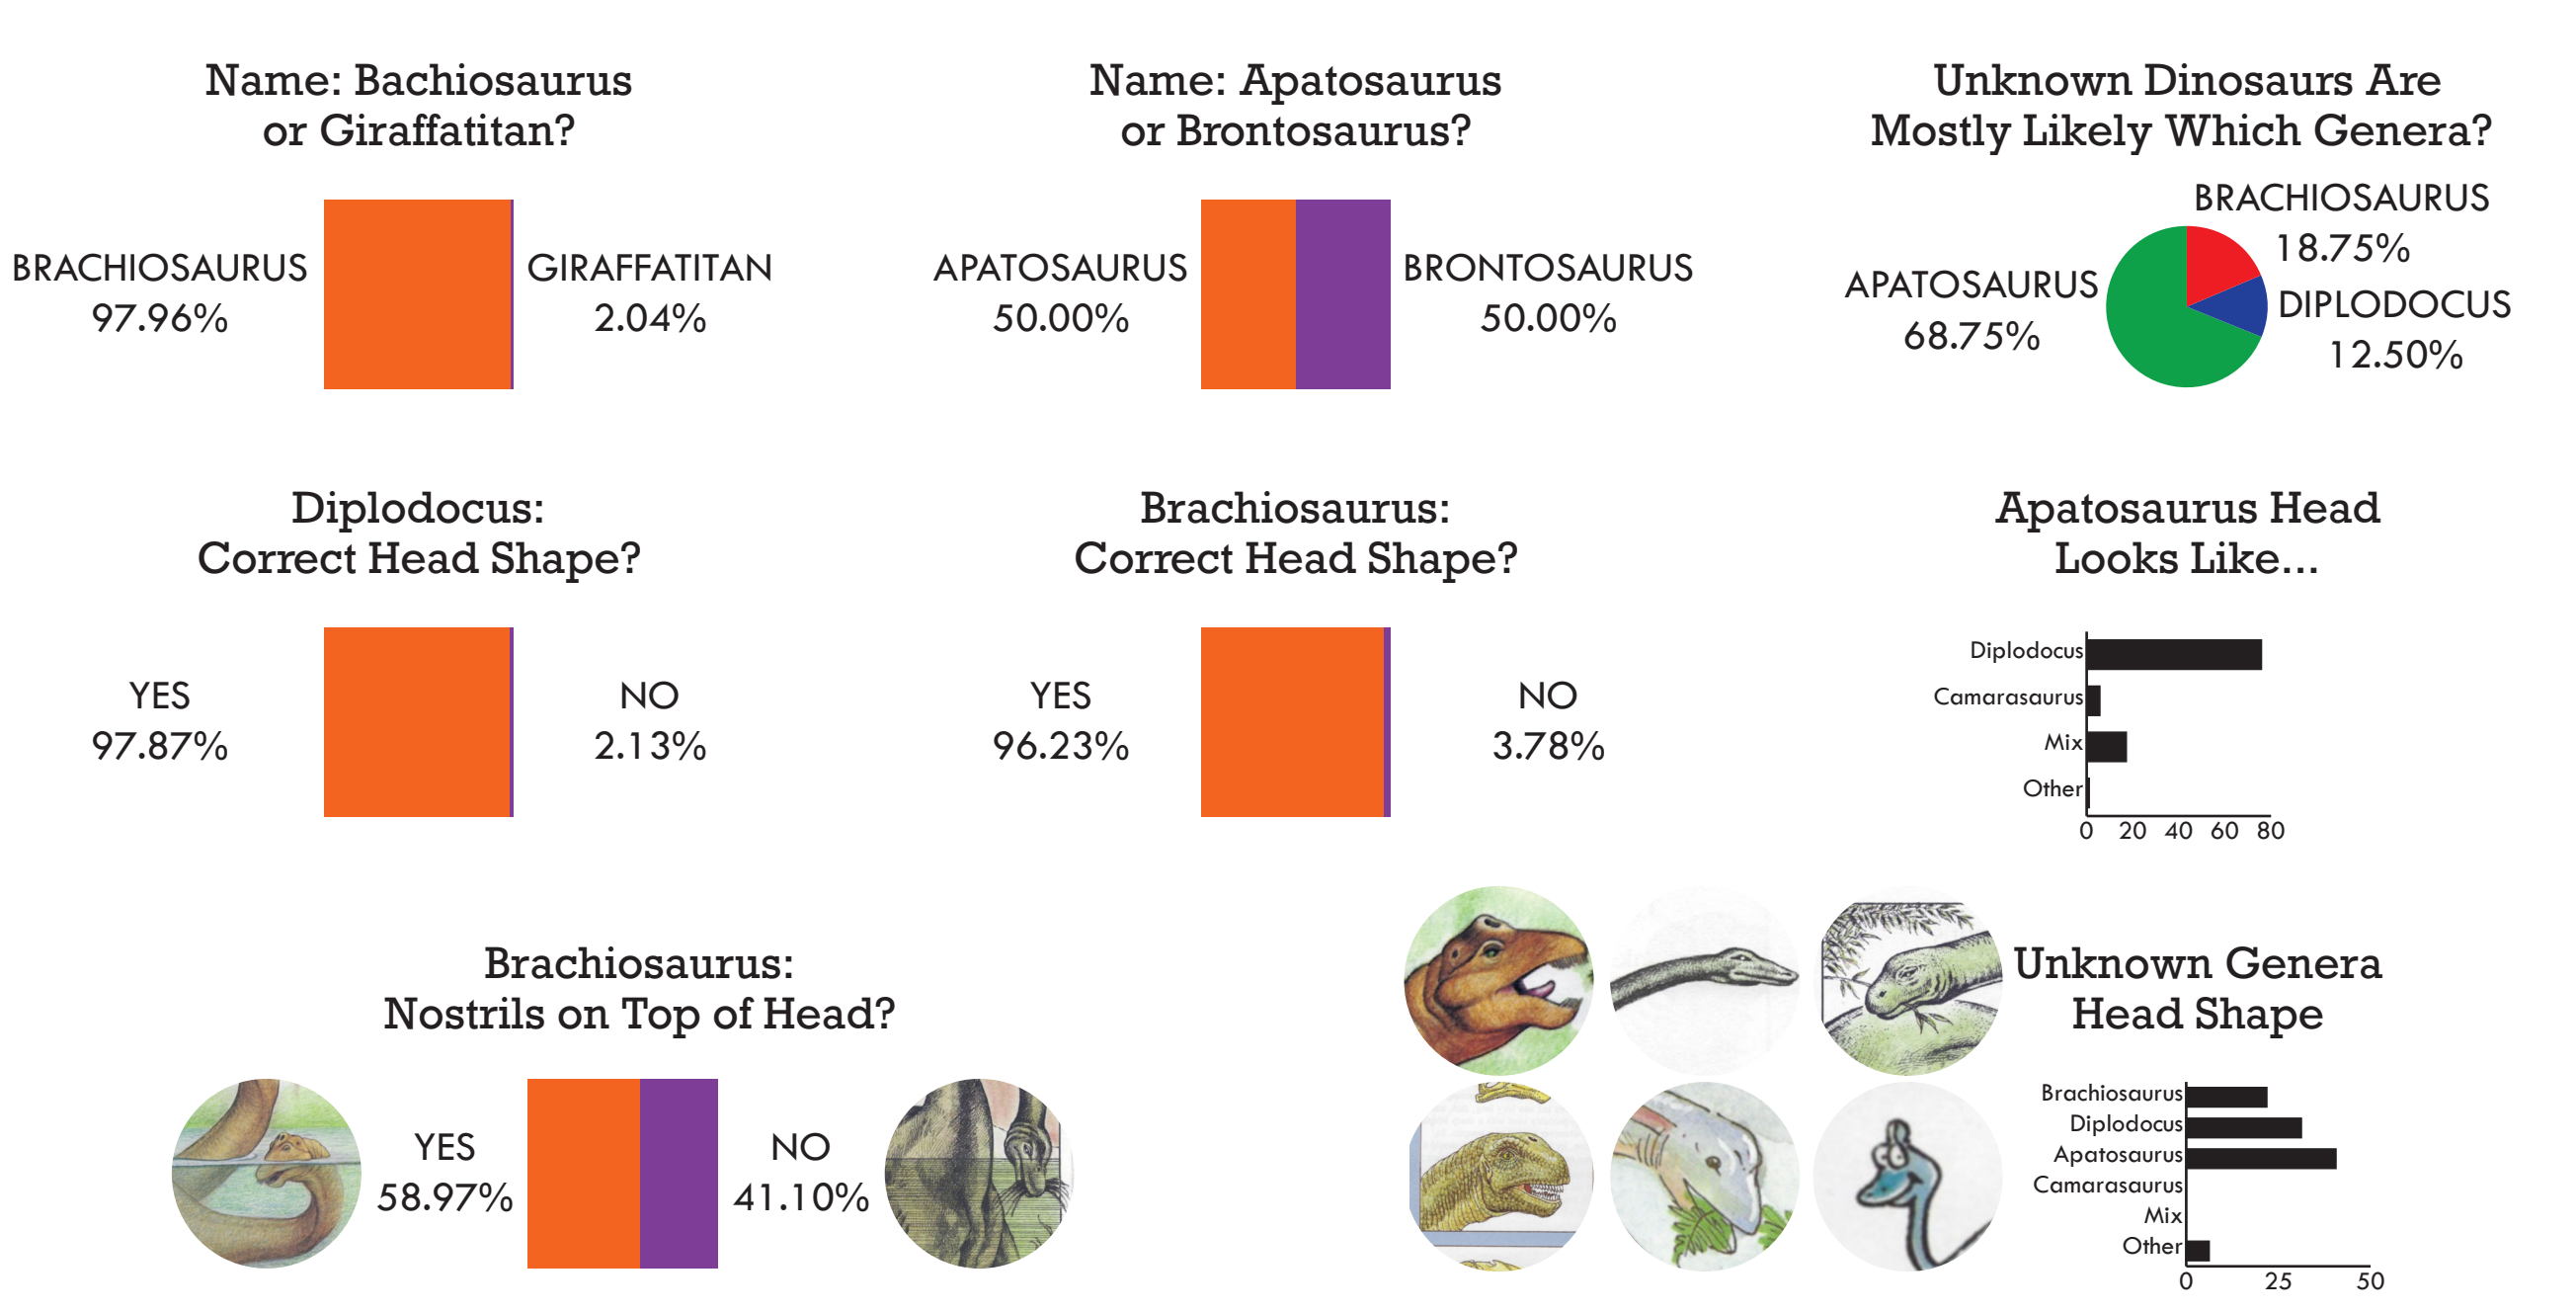 Name: Bachiosaurus
or Giraffatitan?
BRACHIOSAURUS
97.96%
GIRAFFATITAN
2.04%
Name: Apatosaurus
or Brontosaurus?
APATOSAURUS
50.00%
BRONTOSAURUS
50.00%
Unknown Dinosaurs Are
Mostly Likely Which Genera?
BRACHIOSAURUS
18.75%
APATOSAURUS
68.75%
DIPLODOCUS
12.50%
Diplodocus:
Correct Head Shape?
YES
97.87%
NO
2.13%
Brachiosaurus:
Correct Head Shape?
YES
96.23%
NO
3.78%
Apatosaurus Head
Looks Like...
Diplodocus
Camarasaurus
Mix
Other
0 20 40 60 80
Brachiosaurus:
Nostrils on Top of Head?
YES
58.97%
NO
41.10%
Unknown Genera
Head Shape
Brachiosaurus
Diplodocus
Apatosaurus
Camarasaurus
Mix
Other
0 25 50